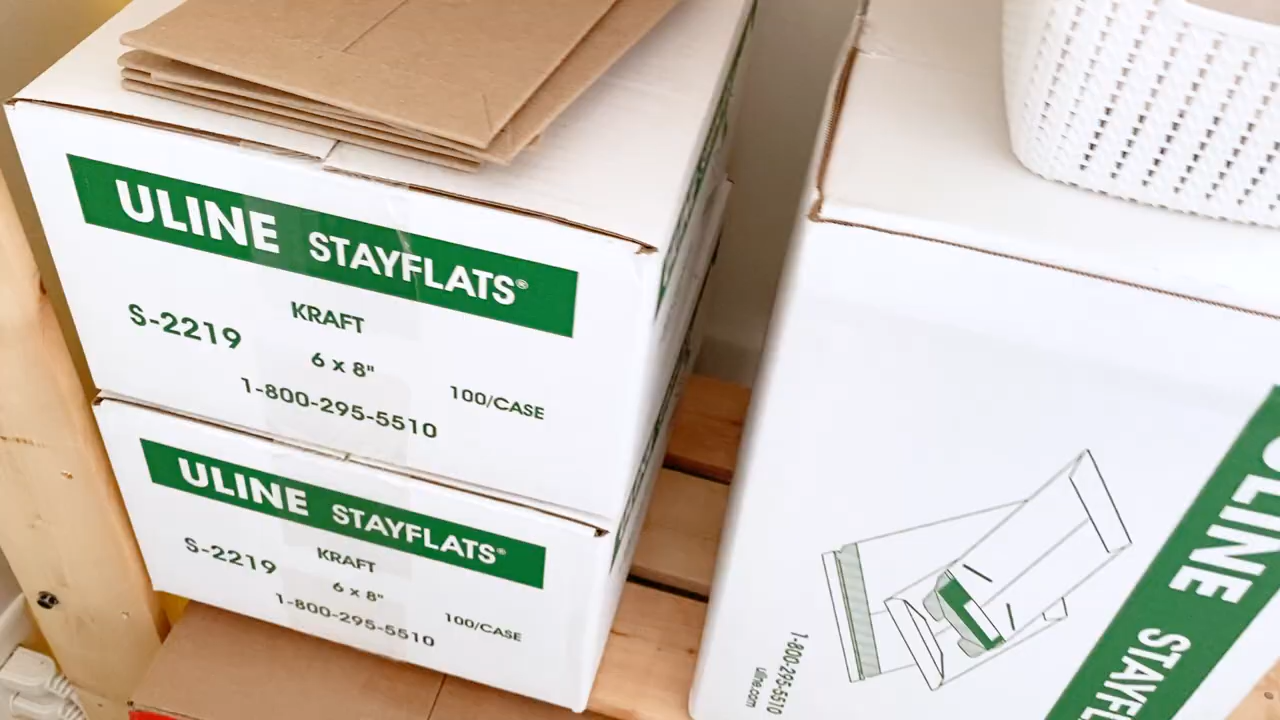 ULINE STAYFLATS®
KRAFT
S-2219
6 x 8"
1-800-295-5510
100/CASE
ULINE STAYFLATS®
KRAFT
S-2219
6 x 8"
1-800-295-5510
100/CASE
ULINE STAYFL
1-800-295-5510
uline.com